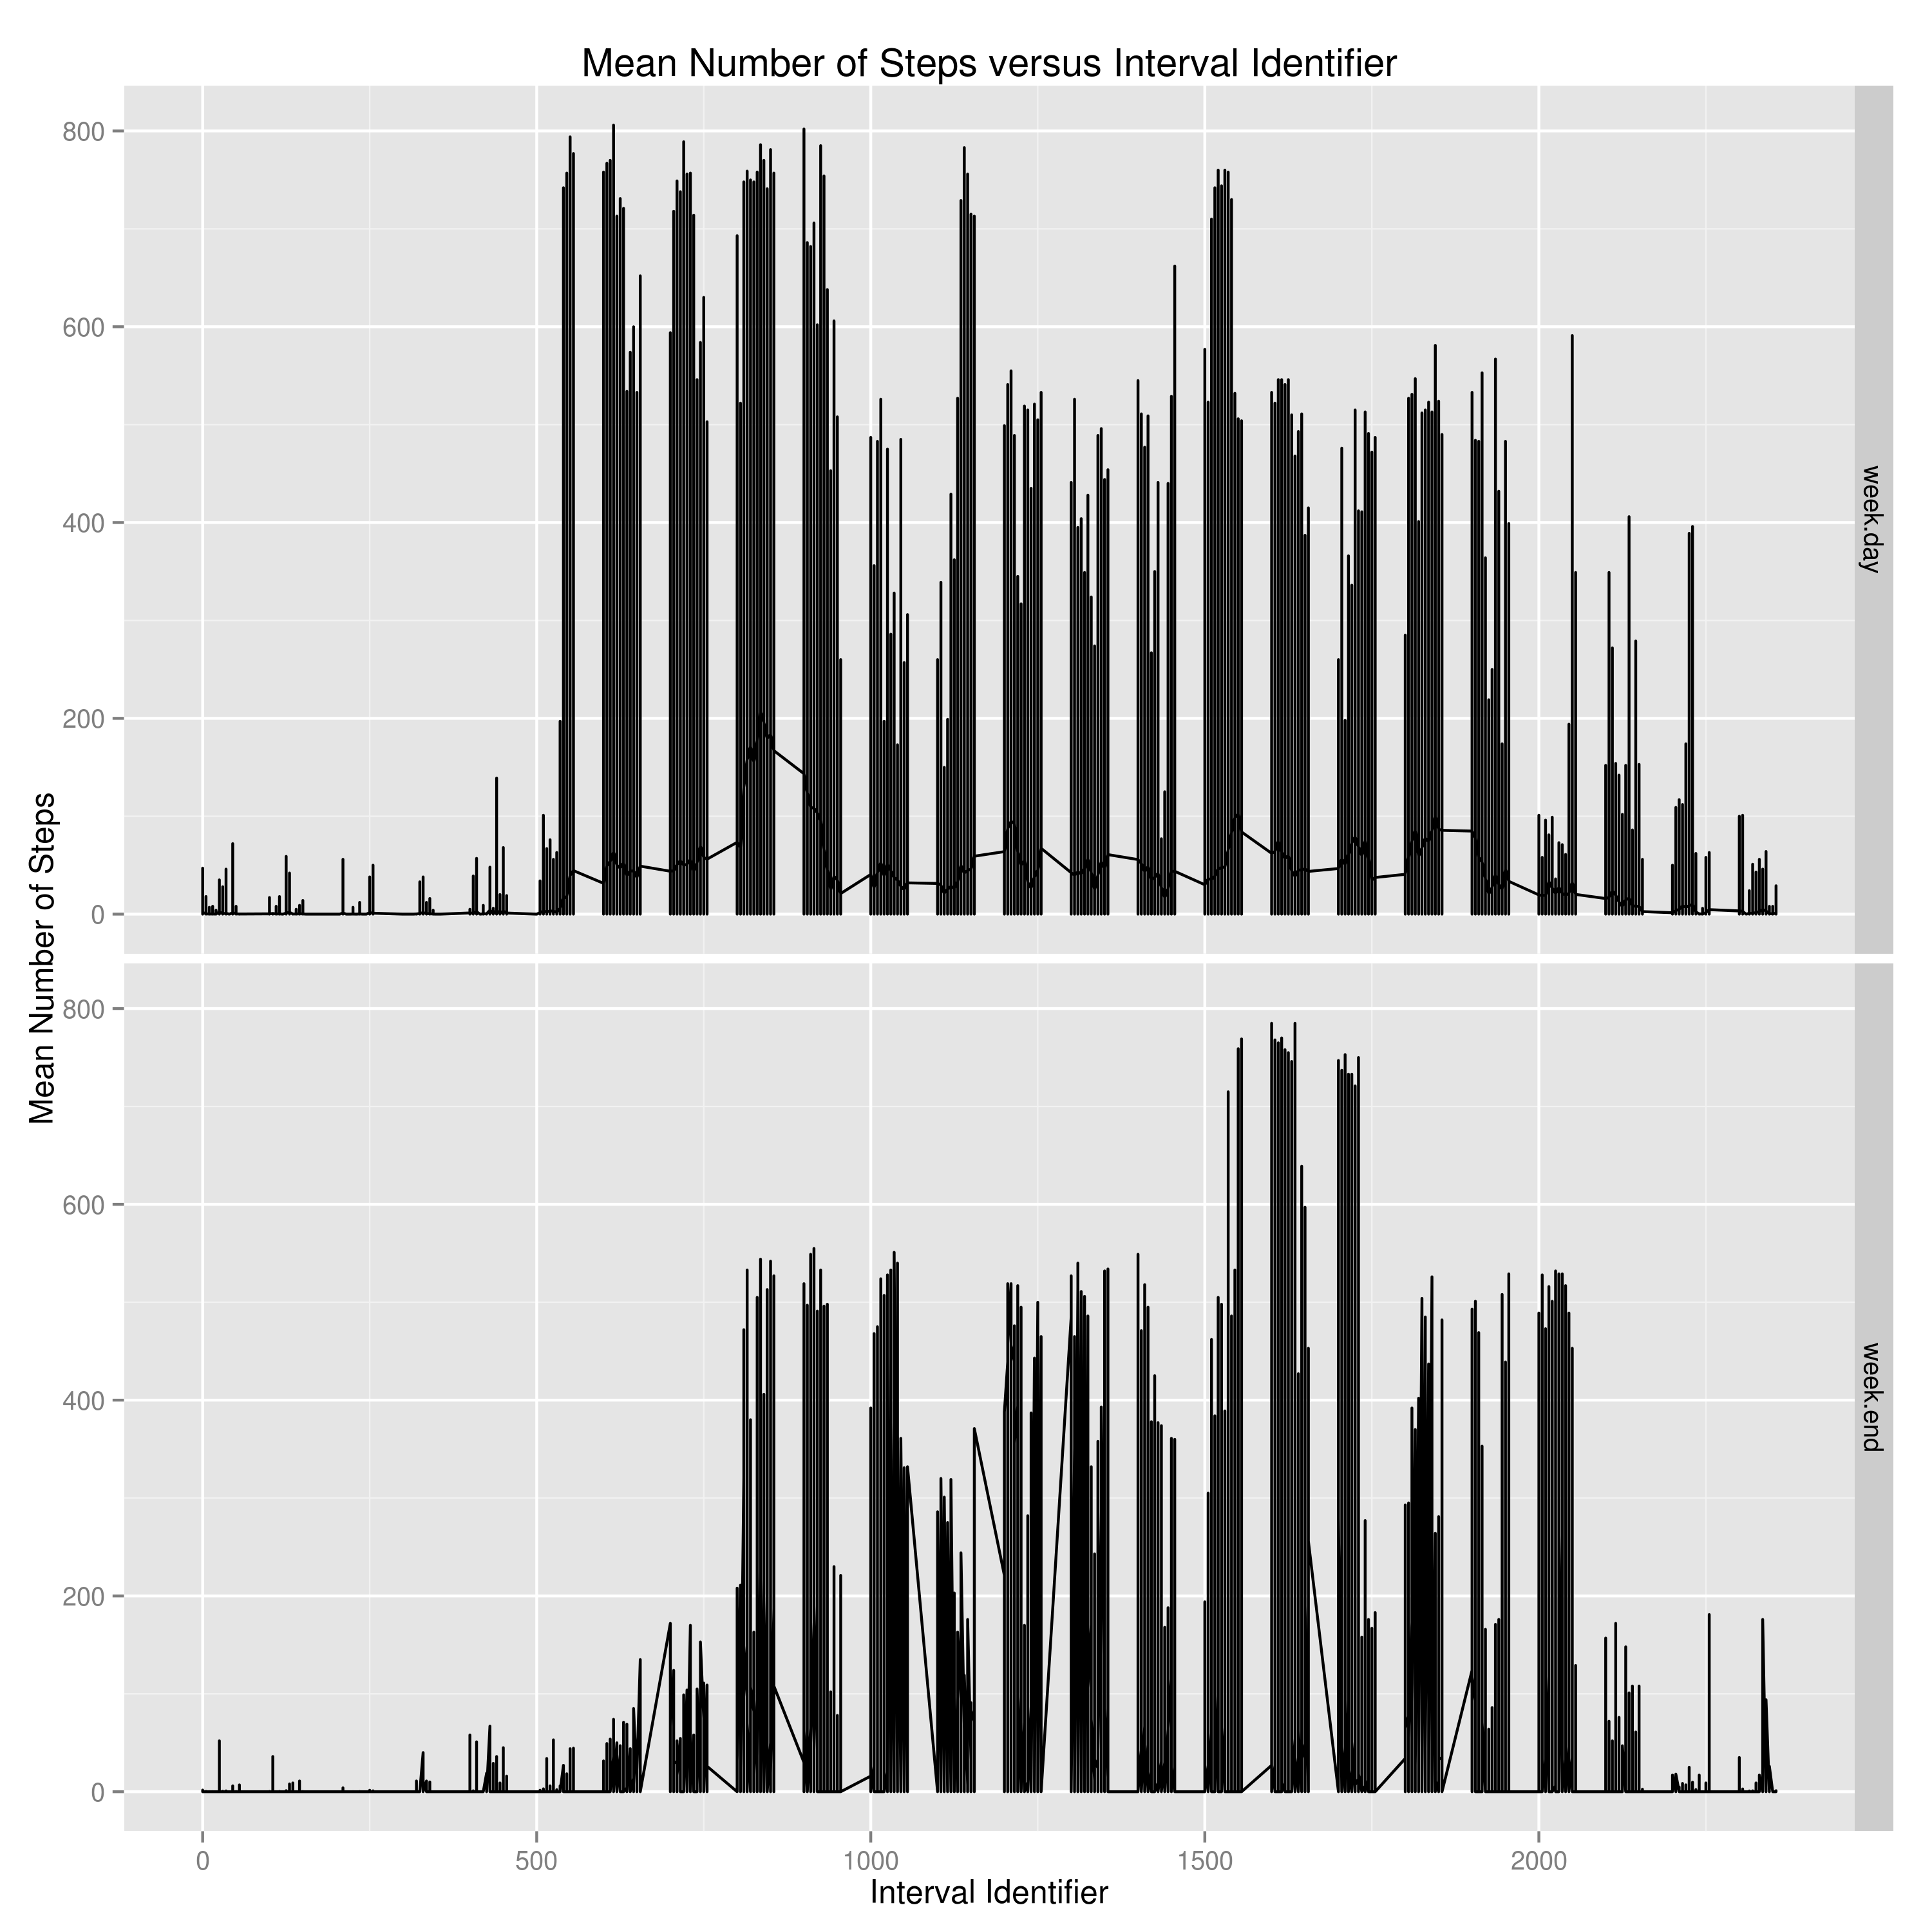 Mean Number of Steps versus Interval Identifier
Mean Number of Steps
800
600
400
200
0
week.day
800
600
400
200
0
week.end
0 500 1000 1500 2000
Interval Identifier